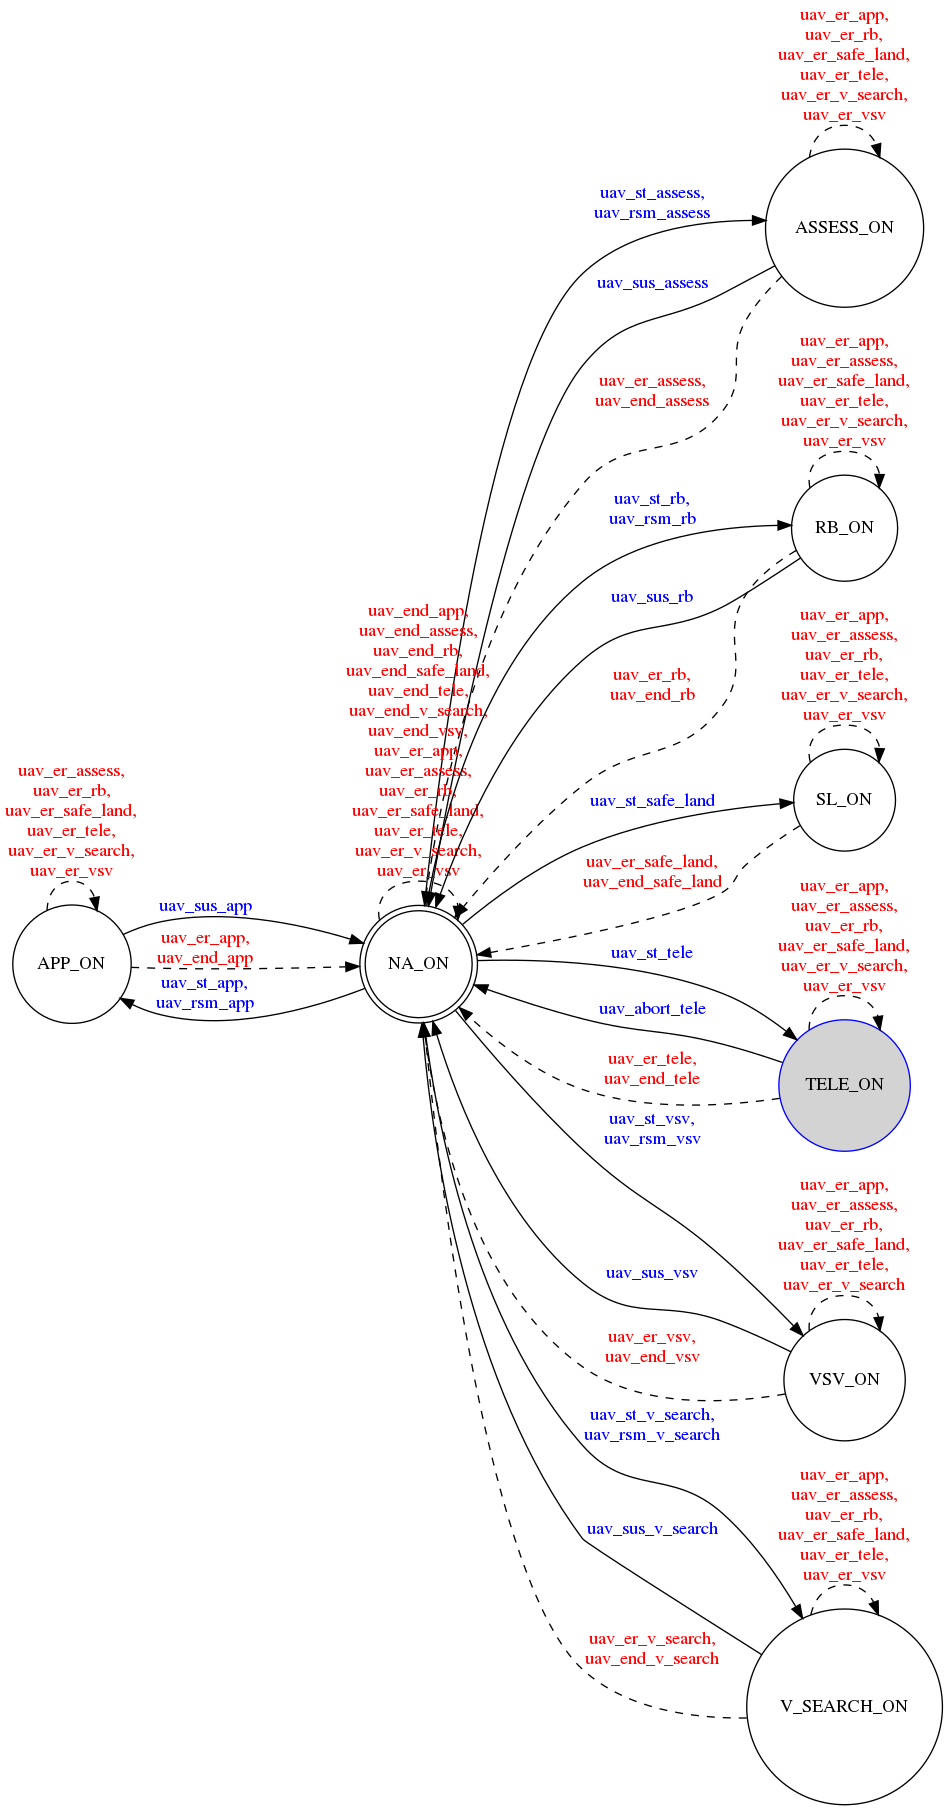 uav_er_app,
uav_er_rb,
uav_er_safe_land,
uav_er_tele,
uav_er_v_search,
uav_er_vsv
ASSESS_ON
uav_st_assess,
uav_rsm_assess
uav_sus_assess
uav_er_assess,
uav_end_assess
uav_er_app,
uav_er_assess,
uav_er_safe_land,
uav_er_tele,
uav_er_v_search,
uav_er_vsv
RB_ON
uav_st_rb,
uav_rsm_rb
uav_sus_rb
uav_er_rb,
uav_end_rb
uav_end_app,
uav_end_assess,
uav_end_rb,
uav_end_safe_land,
uav_end_tele,
uav_end_v_search,
uav_end_vsv,
uav_er_app,
uav_er_assess,
uav_er_rb,
uav_er_safe_land,
uav_er_tele,
uav_er_v_search,
uav_er_vsv
NA_ON
uav_er_app,
uav_er_assess,
uav_er_rb,
uav_er_tele,
uav_er_v_search,
uav_er_vsv
SL_ON
uav_st_safe_land
uav_er_safe_land,
uav_end_safe_land
uav_er_assess,
uav_er_rb,
uav_er_safe_land,
uav_er_tele,
uav_er_v_search,
uav_er_vsv
APP_ON
uav_sus_app
uav_er_app,
uav_end_app
uav_st_app,
uav_rsm_app
uav_er_app,
uav_er_assess,
uav_er_rb,
uav_er_safe_land,
uav_er_v_search,
uav_er_vsv
TELE_ON
uav_st_tele
uav_abort_tele
uav_er_tele,
uav_end_tele
uav_st_vsv,
uav_rsm_vsv
uav_er_app,
uav_er_assess,
uav_er_rb,
uav_er_safe_land,
uav_er_tele,
uav_er_v_search
VSV_ON
uav_sus_vsv
uav_er_vsv,
uav_end_vsv
uav_st_v_search,
uav_rsm_v_search
uav_er_app,
uav_er_assess,
uav_er_rb,
uav_er_safe_land,
uav_er_tele,
uav_er_vsv
V_SEARCH_ON
uav_sus_v_search
uav_er_v_search,
uav_end_v_search